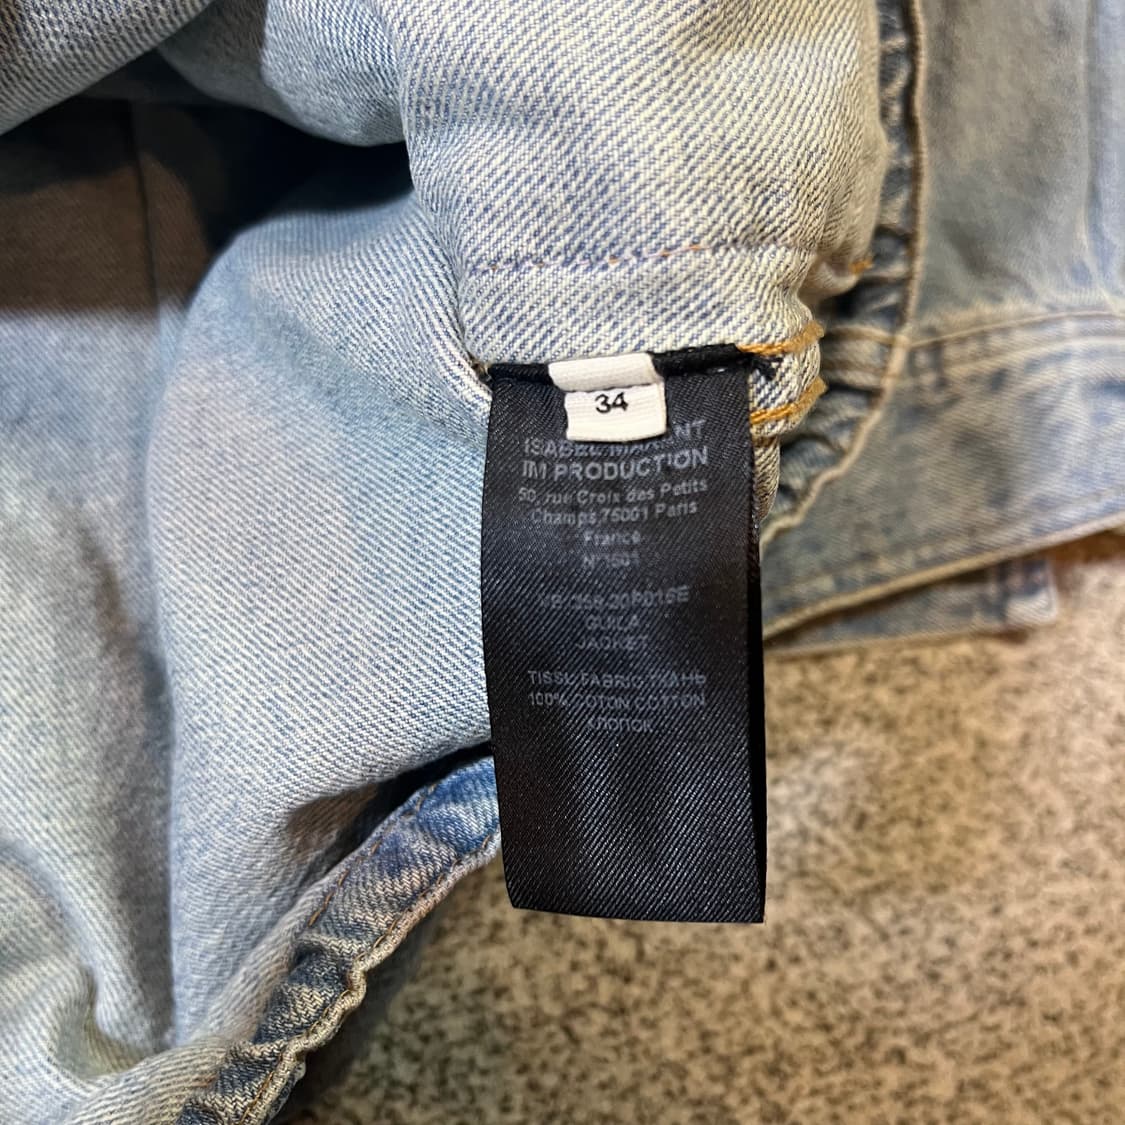 34
ISABEL MARANT
IM PRODUCTION
50, rue Croix des Petits
Champs 75001 Paris
France
JACKET
TISSU FABRIC ТКАНЬ
100% COTON COTTON
ХЛОПОК